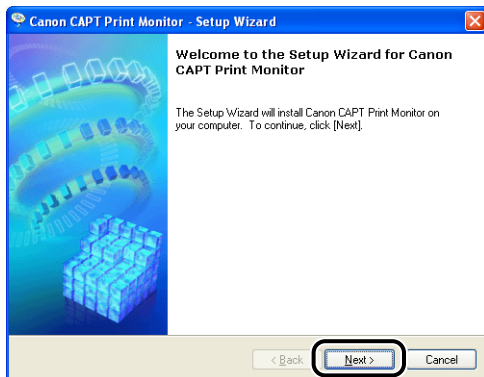 Canon CAPT Print Monitor - Setup Wizard
Welcome to the Setup Wizard for Canon
CAPT Print Monitor
The Setup Wizard will install Canon CAPT Print Monitor on
your computer. To continue, click [Next].
< Back
Next >
Cancel